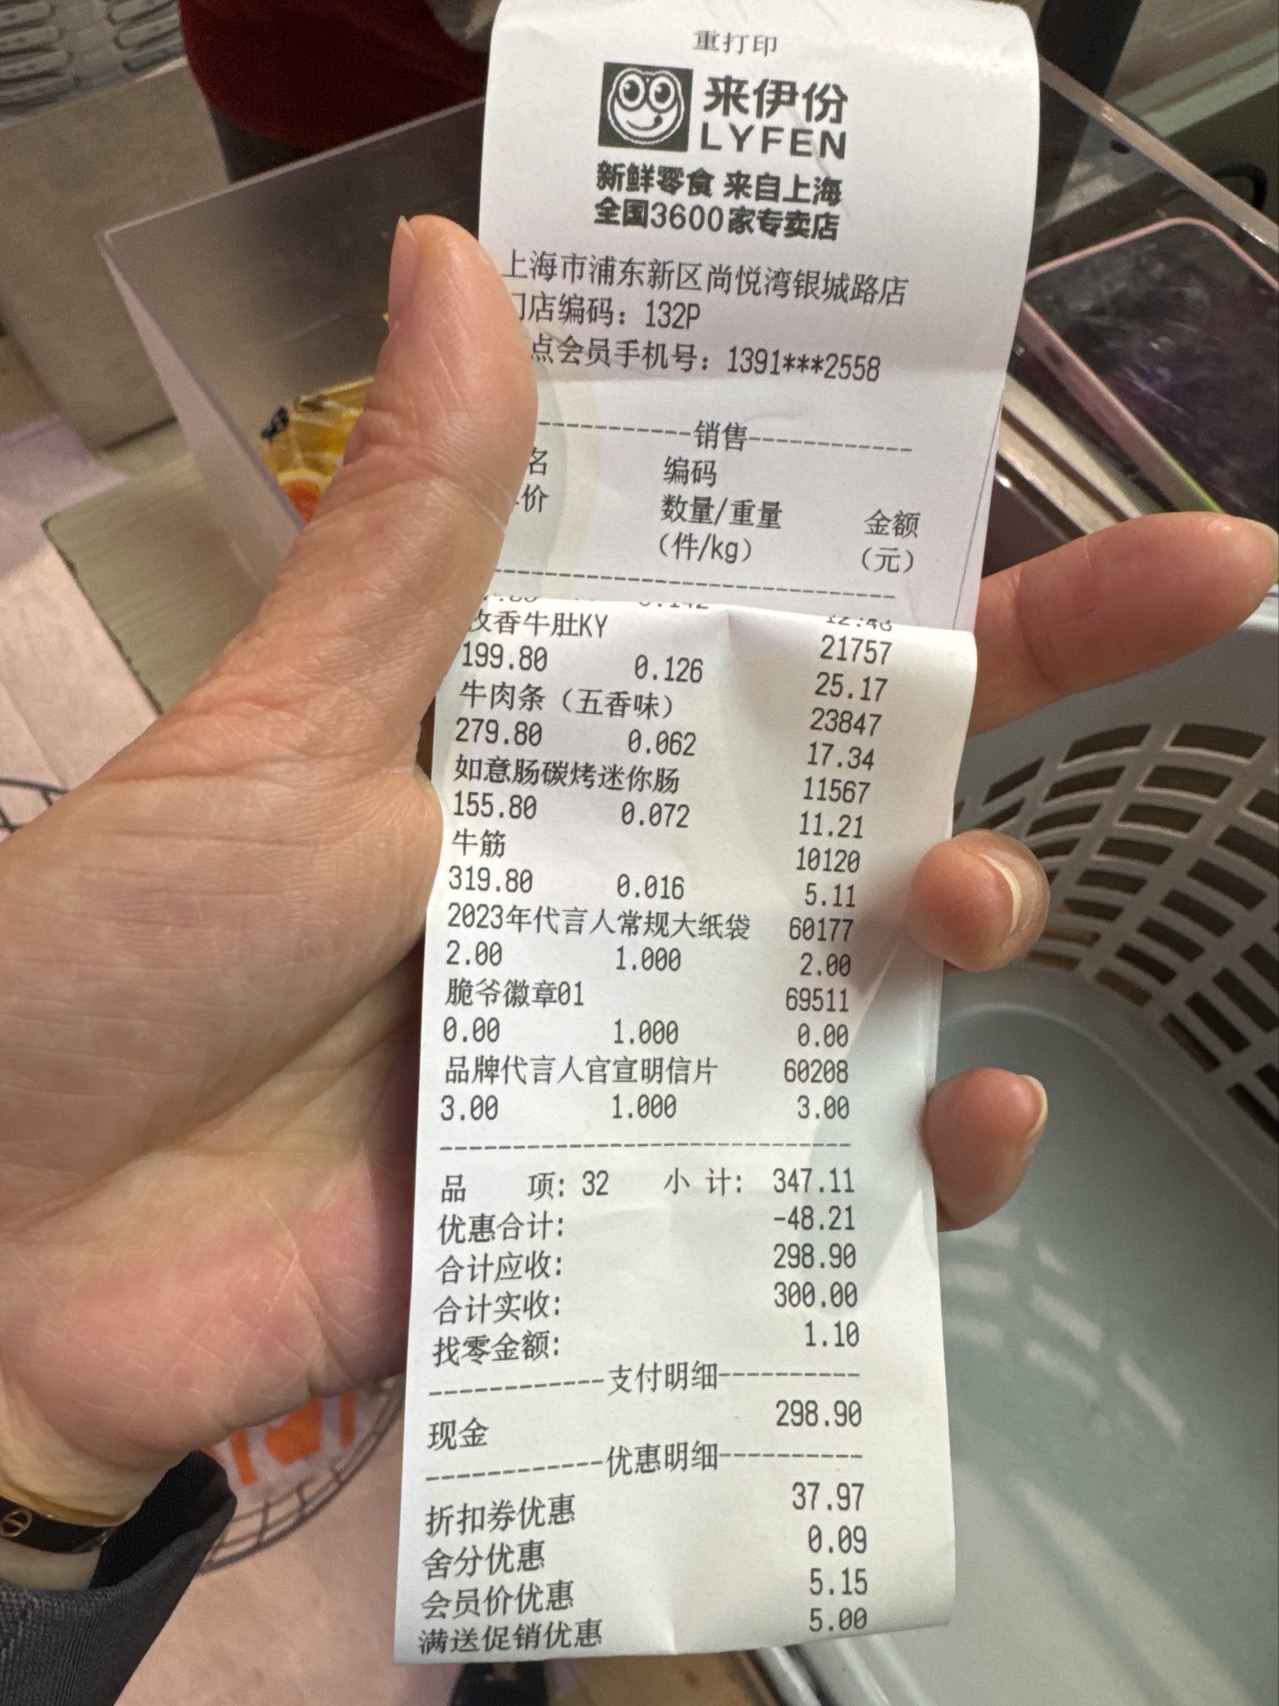 重打印
来伊份
LYFEN
新鲜零食 来自上海
全国3600家专卖店
上海市浦东新区尚悦湾银城路店
门店编码：132P
点会员手机号：1391***2558
销售
名 编码
价 数量/重量 金额
（件/kg） （元）
香牛肚KY 21757
199.80 0.126 25.17
牛肉条（五香味） 23847
279.80 0.062 17.34
如意肠碳烤迷你肠 11567
155.80 0.072 11.21
牛筋 10120
319.80 0.016 5.11
2023年代言人常规大纸袋 60177
2.00 1.000 2.00
脆爷徽章01 69511
0.00 1.000 0.00
品牌代言人官宣明信片 60208
3.00 1.000 3.00
品 项: 32 小 计: 347.11
优惠合计: -48.21
合计应收: 298.90
合计实收: 300.00
找零金额: 1.10
支付明细
现金 298.90
优惠明细
折扣券优惠 37.97
舍分优惠 0.09
会员价优惠 5.15
满送促销优惠 5.00